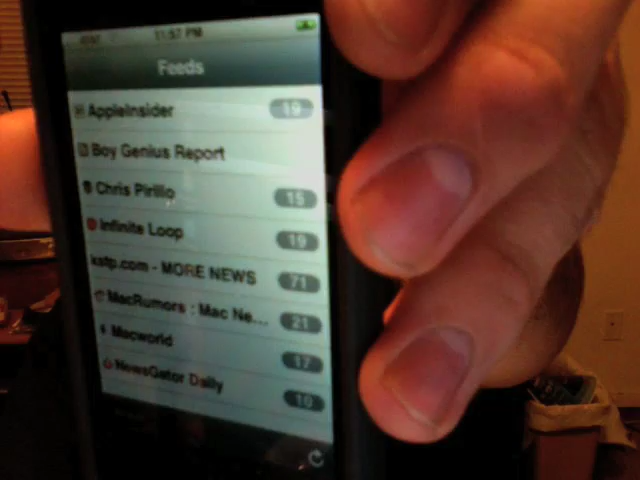 11:57 PM
Feeds
AppleInsider 19
Boy Genius Report
Chris Pirillo 15
Infinite Loop 19
kstp.com - MORE NEWS 71
MacRumors : Mac Ne... 21
Macworld 17
NewsGator Daily 10